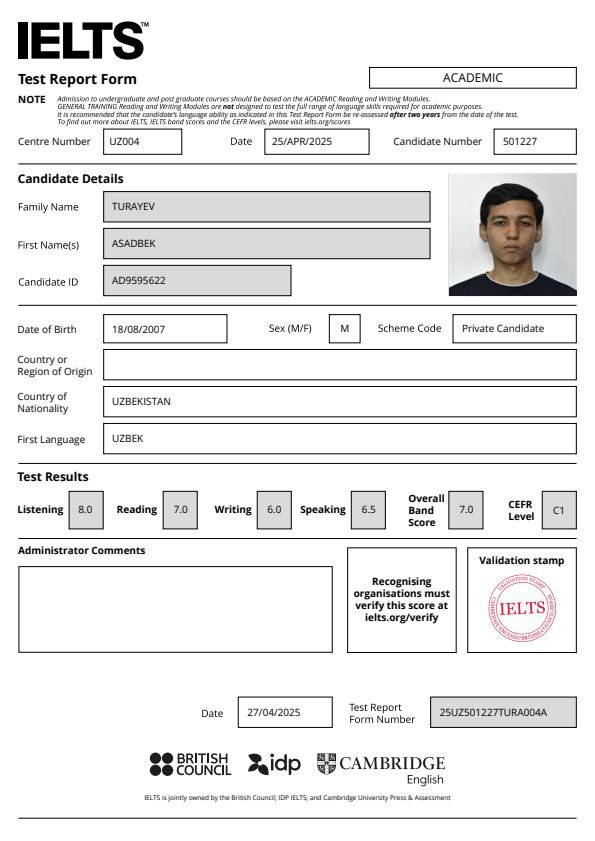 IELTS™
Test Report Form
ACADEMIC
NOTE
Admission to undergraduate and post graduate courses should be based on the ACADEMIC Reading and Writing Modules.
GENERAL TRAINING Reading and Writing Modules are not designed to test the full range of language skills required for academic purposes.
It is recommended that the candidate's language ability as indicated in this Test Report Form be re-assessed after two years from the date of the test.
To find out more about IELTS, IELTS band scores and the CEFR levels, please visit ielts.org/scores
Centre Number UZ004 Date 25/APR/2025 Candidate Number 501227
Candidate Details
Family Name TURAYEV
First Name(s) ASADBEK
Candidate ID AD9595622
Date of Birth 18/08/2007 Sex (M/F) M Scheme Code Private Candidate
Country or
Region of Origin
Country of
Nationality
UZBEKISTAN
First Language UZBEK
Test Results
Listening 8.0 Reading 7.0 Writing 6.0 Speaking 6.5
Overall
Band
Score
7.0
CEFR
Level
C1
Administrator Comments
Recognising
organisations must
verify this score at
ielts.org/verify
Validation stamp
VALIDATION STAMP
IELTS
Date 27/04/2025
Test Report
Form Number
25UZ501227TURA004A
BRITISH
COUNCIL
idp
CAMBRIDGE
English
IELTS is jointly owned by the British Council; IDP IELTS; and Cambridge University Press & Assessment